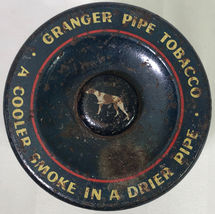 GRANGER PIPE TOBACCO
A COOLER SMOKE IN A DRIER PIPE